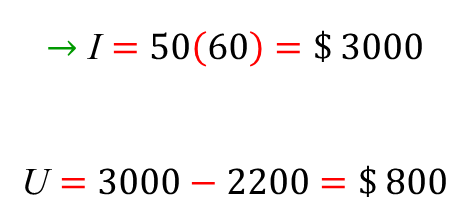 → I = 50(60) = $ 3000
U = 3000 − 2200 = $ 800